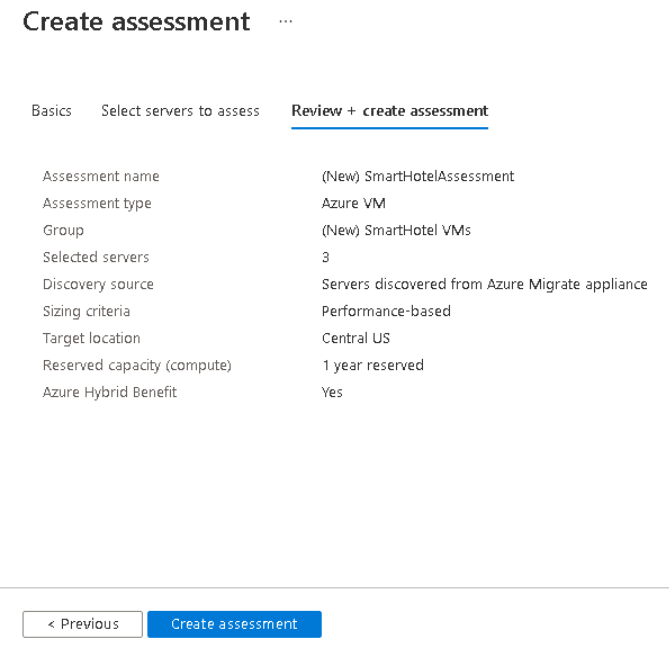 Create assessment ...
Basics Select servers to assess Review + create assessment
Assessment name (New) SmartHotelAssessment
Assessment type Azure VM
Group (New) SmartHotel VMs
Selected servers 3
Discovery source Servers discovered from Azure Migrate appliance
Sizing criteria Performance-based
Target location Central US
Reserved capacity (compute) 1 year reserved
Azure Hybrid Benefit Yes
< Previous Create assessment